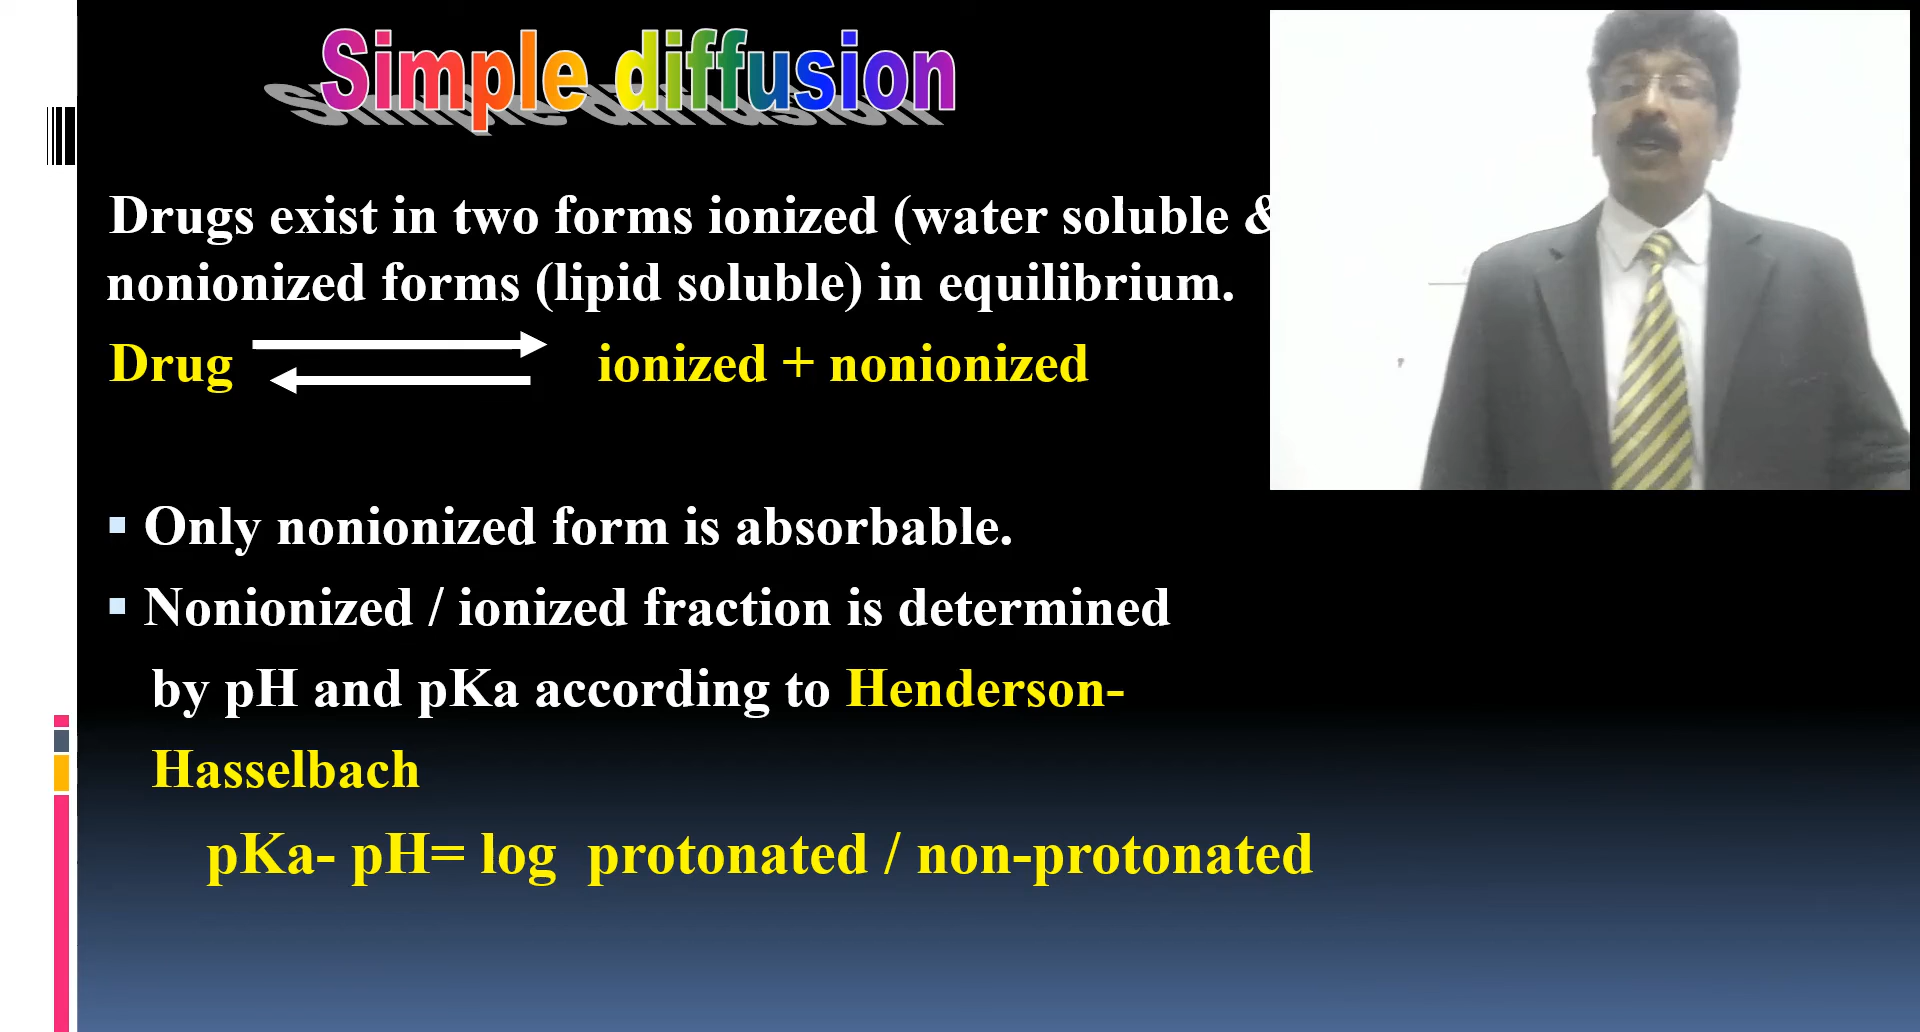 Simple diffusion
Drugs exist in two forms ionized (water soluble &
nonionized forms (lipid soluble) in equilibrium.
Drug ionized + nonionized
Only nonionized form is absorbable.
Nonionized / ionized fraction is determined
by pH and pKa according to Henderson-
Hasselbach
pKa- pH= log protonated / non-protonated